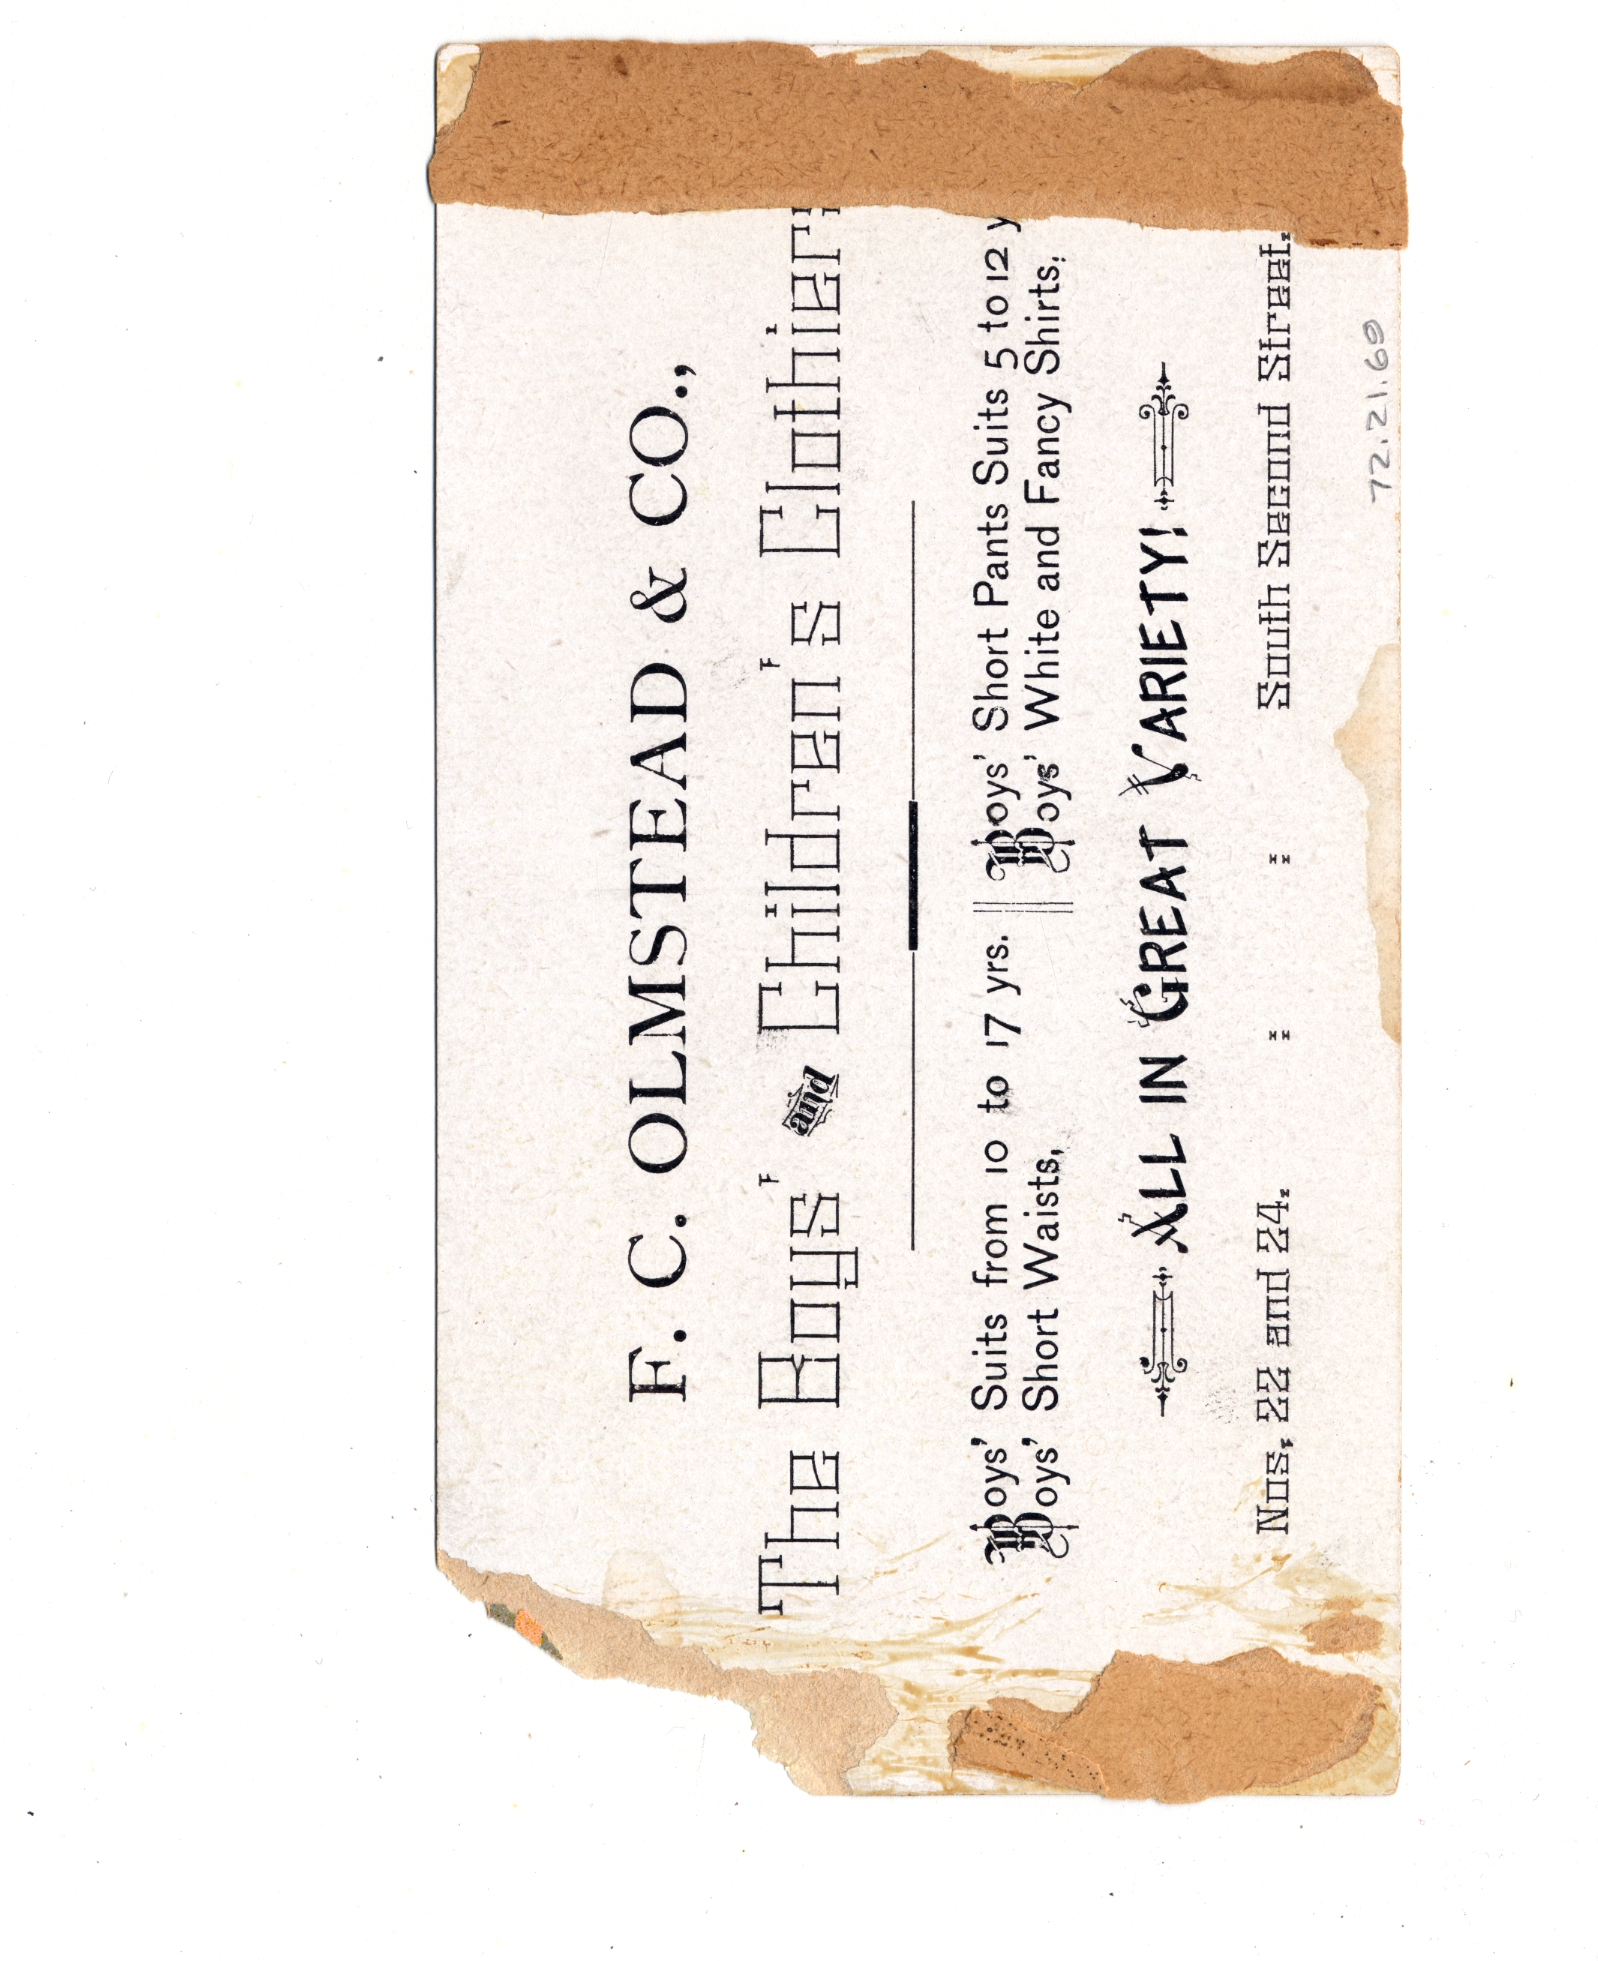 F. C. OLMSTEAD & CO.,
The Boys' and Children's Clothiers
Boys' Suits from 10 to 17 yrs.
Boys' Short Waists,
Boys' Short Pants Suits 5 to 12 y
Boys' White and Fancy Shirts,
ALL IN GREAT VARIETY!
Nos. 22 and 24. " " South Second Street.
72.21.69